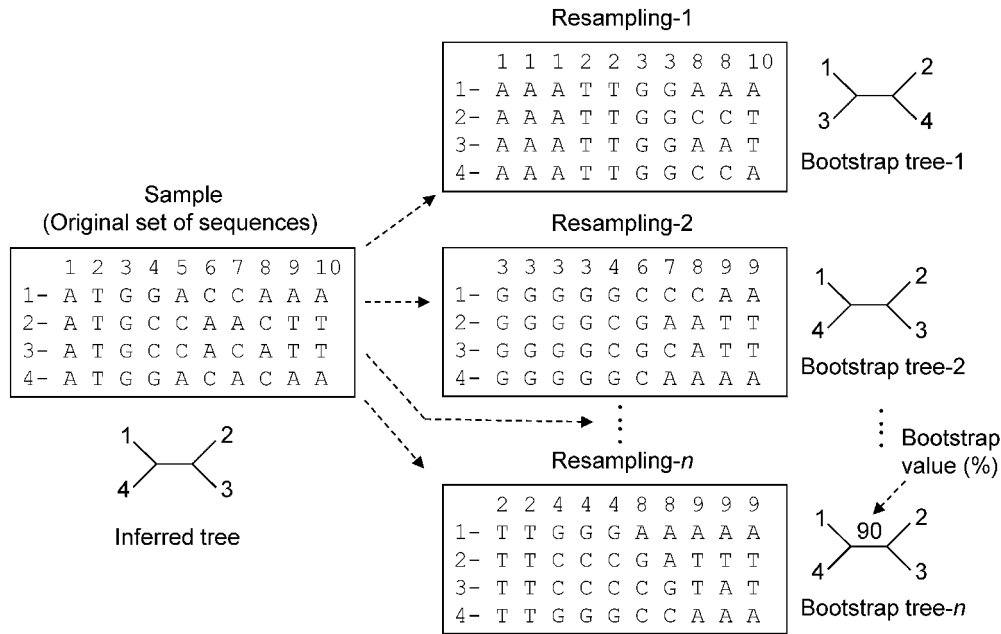 Resampling-1
1 1 1 2 2 3 3 8 8 10
1- A A A T T G G A A A
2- A A A T T G G C C T
3- A A A T T G G A A T
4- A A A T T G G C C A
1 2
3 4
Bootstrap tree-1
Sample
(Original set of sequences)
1 2 3 4 5 6 7 8 9 10
1- A T G G A C C A A A
2- A T G C C A A C T T
3- A T G C C A C A T T
4- A T G G A C A C A A
1 2
4 3
Inferred tree
Resampling-2
3 3 3 3 4 6 7 8 9 9
1- G G G G G C C C A A
2- G G G G C G A A T T
3- G G G G C G C A T T
4- G G G G G C A A A A
1 2
4 3
Bootstrap tree-2
Resampling-n
2 2 4 4 4 8 8 9 9 9
1- T T G G G A A A A A
2- T T C C C G A T T T
3- T T C C C C G T A T
4- T T G G G C C A A A
Bootstrap
value (%)
1 90 2
4 3
Bootstrap tree-n